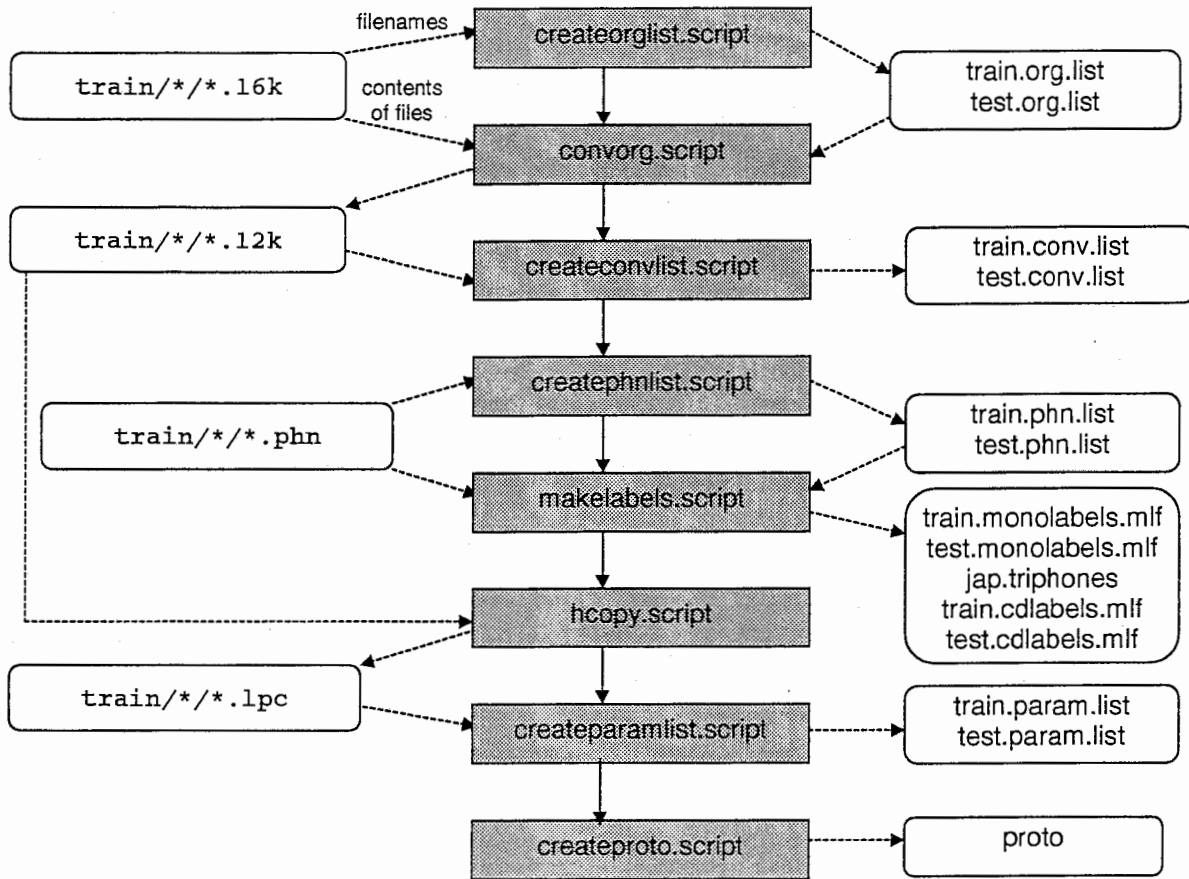 filenames
createorglist.script
train/*/*.16k
train.org.list
test.org.list
contents
of files
convorg.script
train/*/*.12k
createconvlist.script
train.conv.list
test.conv.list
createphnlist.script
train/*/*.phn
train.phn.list
test.phn.list
makelabels.script
train.monolabels.mlf
test.monolabels.mlf
jap.triphones
train.cdlabels.mlf
test.cdlabels.mlf
hcopy.script
train/*/*.lpc
createparamlist.script
train.param.list
test.param.list
createproto.script
proto